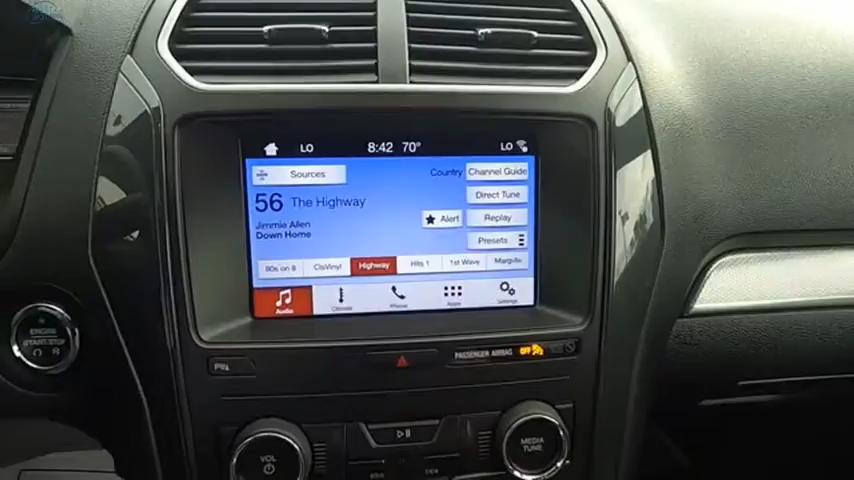 LO 8:42 70° LO
Sources
Country
Channel Guide
56 The Highway
Direct Tune
Jimmie Allen
Down Home
Alert
Replay
Presets
80s on 8 ClsVinyl Highway Hits 1 1st Wave Margville
Audio Climate Phone Apps Settings
ENGINE
START/STOP
PASSENGER AIRBAG OFF
VOL
MEDIA
TUNE